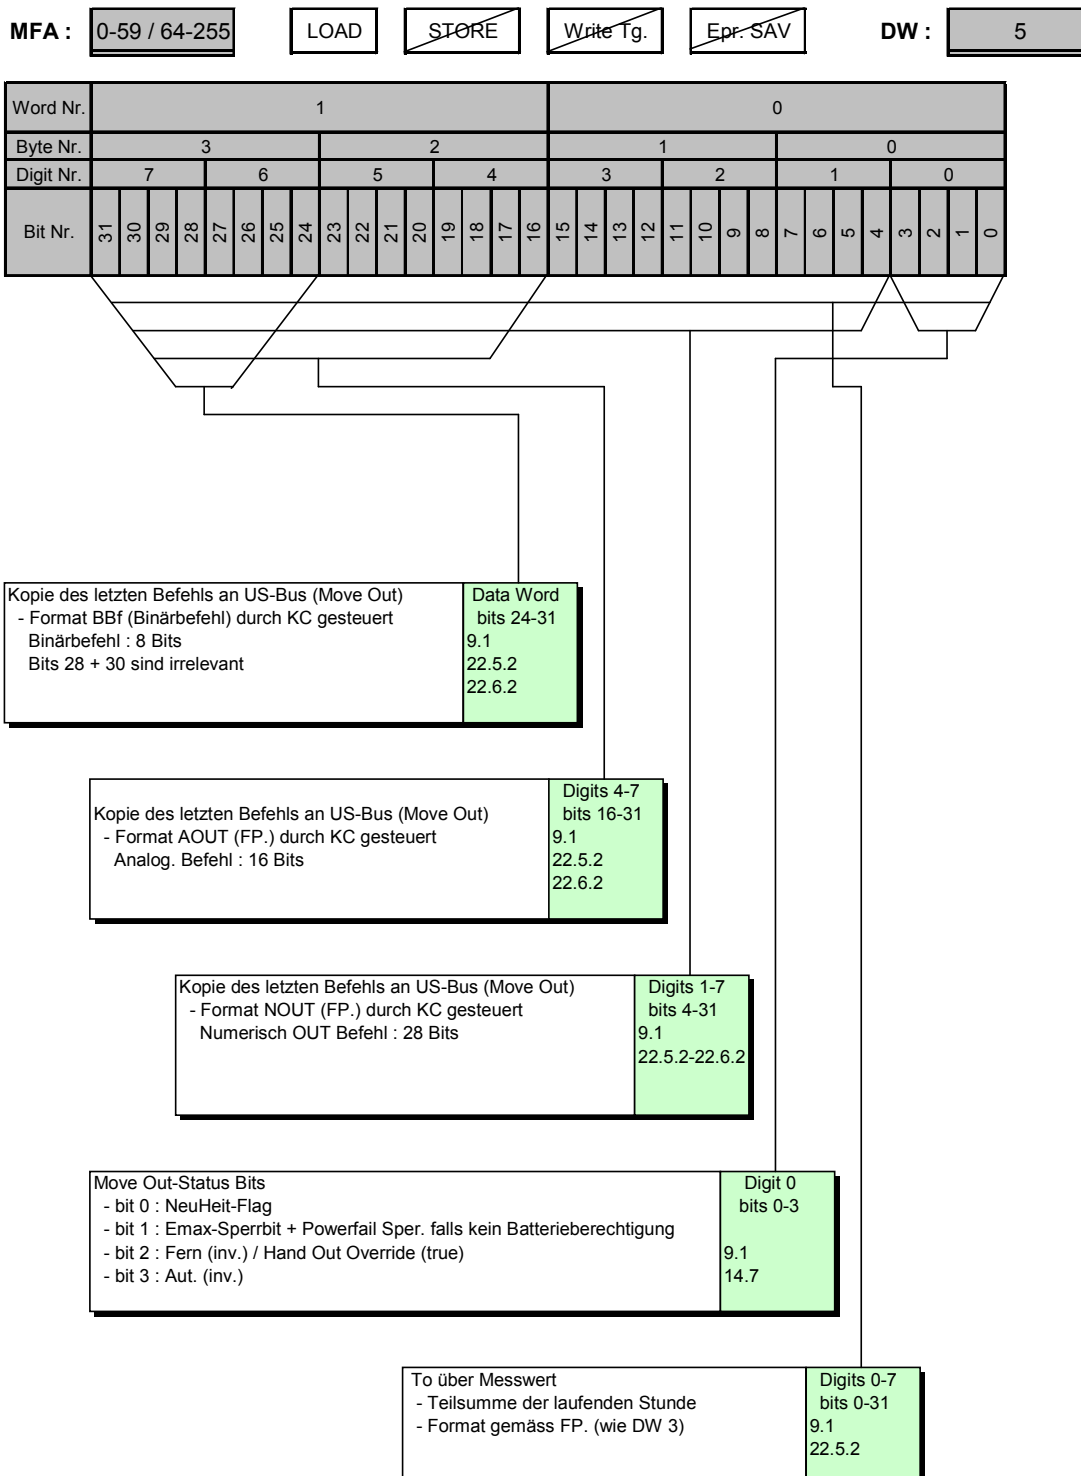 MFA : 0-59 / 64-255 LOAD STORE Write Tg. Epr. SAV DW : 5
Word Nr. 1 0
Byte Nr. 3 2 1 0
Digit Nr. 7 6 5 4 3 2 1 0
Bit Nr. 31 30 29 28 27 26 25 24 23 22 21 20 19 18 17 16 15 14 13 12 11 10 9 8 7 6 5 4 3 2 1 0
Kopie des letzten Befehls an US-Bus (Move Out) Data Word
- Format BBf (Binärbefehl) durch KC gesteuert bits 24-31
Binärbefehl : 8 Bits 9.1
Bits 28 + 30 sind irrelevant 22.5.2
22.6.2
Digits 4-7
Kopie des letzten Befehls an US-Bus (Move Out) bits 16-31
- Format AOUT (FP.) durch KC gesteuert 9.1
Analog. Befehl : 16 Bits 22.5.2
22.6.2
Kopie des letzten Befehls an US-Bus (Move Out) Digits 1-7
- Format NOUT (FP.) durch KC gesteuert bits 4-31
Numerisch OUT Befehl : 28 Bits 9.1
22.5.2-22.6.2
Move Out-Status Bits Digit 0
- bit 0 : NeuHeit-Flag bits 0-3
- bit 1 : Emax-Sperrbit + Powerfail Sper. falls kein Batterieberechtigung
- bit 2 : Fern (inv.) / Hand Out Override (true) 9.1
- bit 3 : Aut. (inv.) 14.7
To über Messwert Digits 0-7
- Teilsumme der laufenden Stunde bits 0-31
- Format gemäss FP. (wie DW 3) 9.1
22.5.2